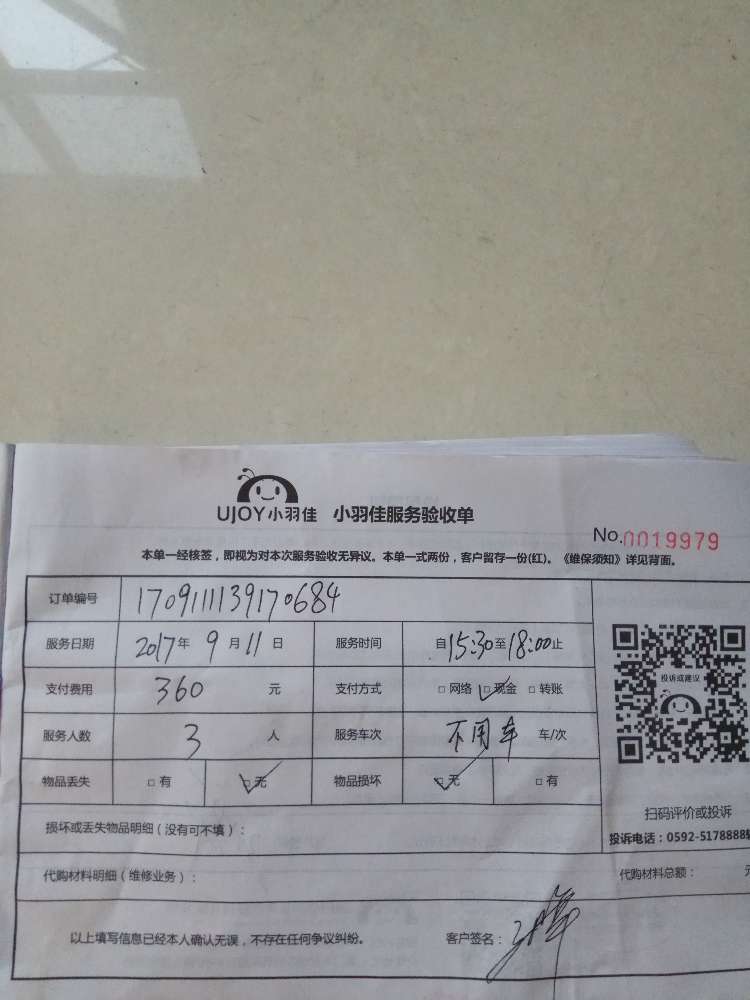 UJOY小羽佳 小羽佳服务验收单
No.0019979
本单一经核签，即视为对本次服务验收无异议。本单一式两份，客户留存一份(红)。《维保须知》详见背面。
订单编号 170911139170684
服务日期 2017年 9月 11日 服务时间 自15:30至18:00止
支付费用 360 元 支付方式 □网络 □现金 □转账
投诉或建议
服务人数 3 人 服务车次 不用车 车/次
物品丢失 □有 □无 物品损坏 □无 □有
扫码评价或投诉
损坏或丢失物品明细（没有可不填）：
投诉电话：0592-5178888
代购材料明细（维修业务）：
代购材料总额：
以上填写信息已经本人确认无误，不存在任何争议纠纷。 客户签名：